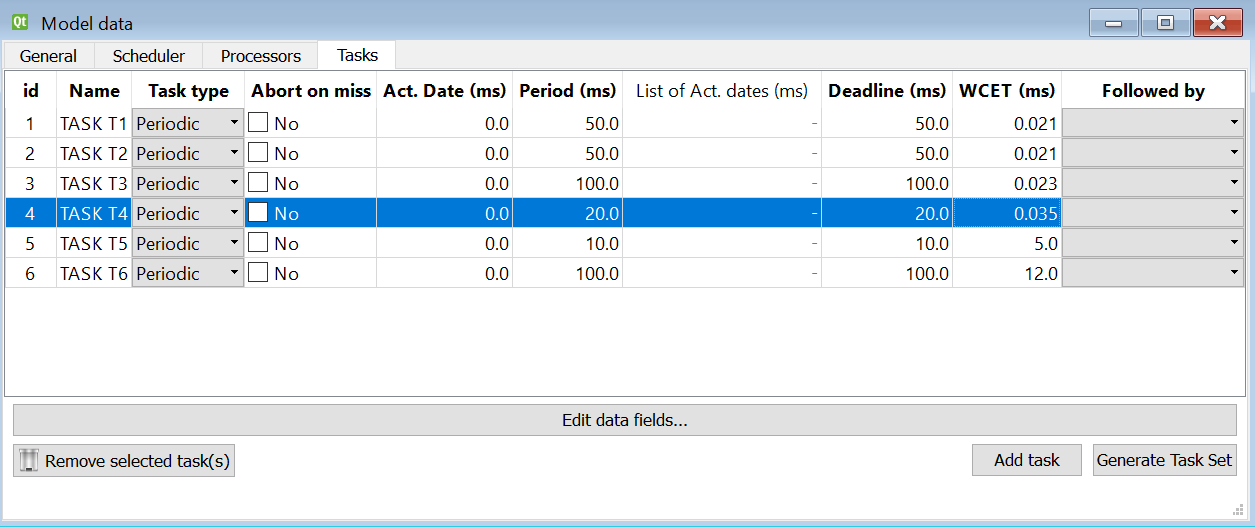 Qt Model data
General Scheduler Processors Tasks
id Name Task type Abort on miss Act. Date (ms) Period (ms) List of Act. dates (ms) Deadline (ms) WCET (ms) Followed by
1 TASK T1 Periodic No 0.0 50.0 - 50.0 0.021
2 TASK T2 Periodic No 0.0 50.0 - 50.0 0.021
3 TASK T3 Periodic No 0.0 100.0 - 100.0 0.023
4 TASK T4 Periodic No 0.0 20.0 - 20.0 0.035
5 TASK T5 Periodic No 0.0 10.0 - 10.0 5.0
6 TASK T6 Periodic No 0.0 100.0 - 100.0 12.0
Edit data fields...
Remove selected task(s) Add task Generate Task Set